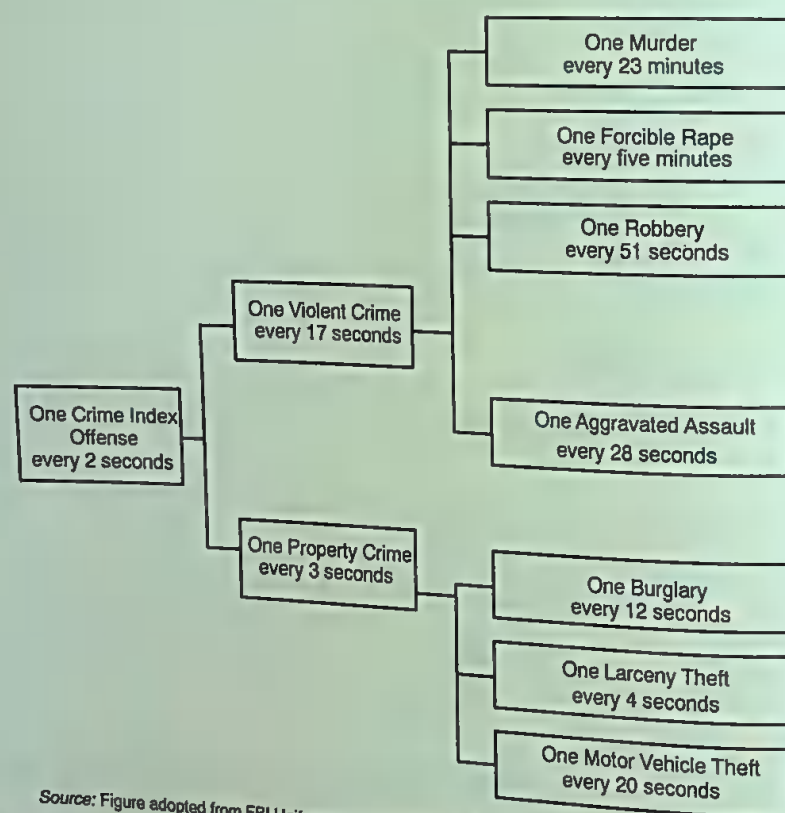 One Murder
every 23 minutes
One Forcible Rape
every five minutes
One Robbery
every 51 seconds
One Violent Crime
every 17 seconds
One Aggravated Assault
every 28 seconds
One Crime Index
Offense
every 2 seconds
One Property Crime
every 3 seconds
One Burglary
every 12 seconds
One Larceny Theft
every 4 seconds
One Motor Vehicle Theft
every 20 seconds
Source: Figure adopted from FBI